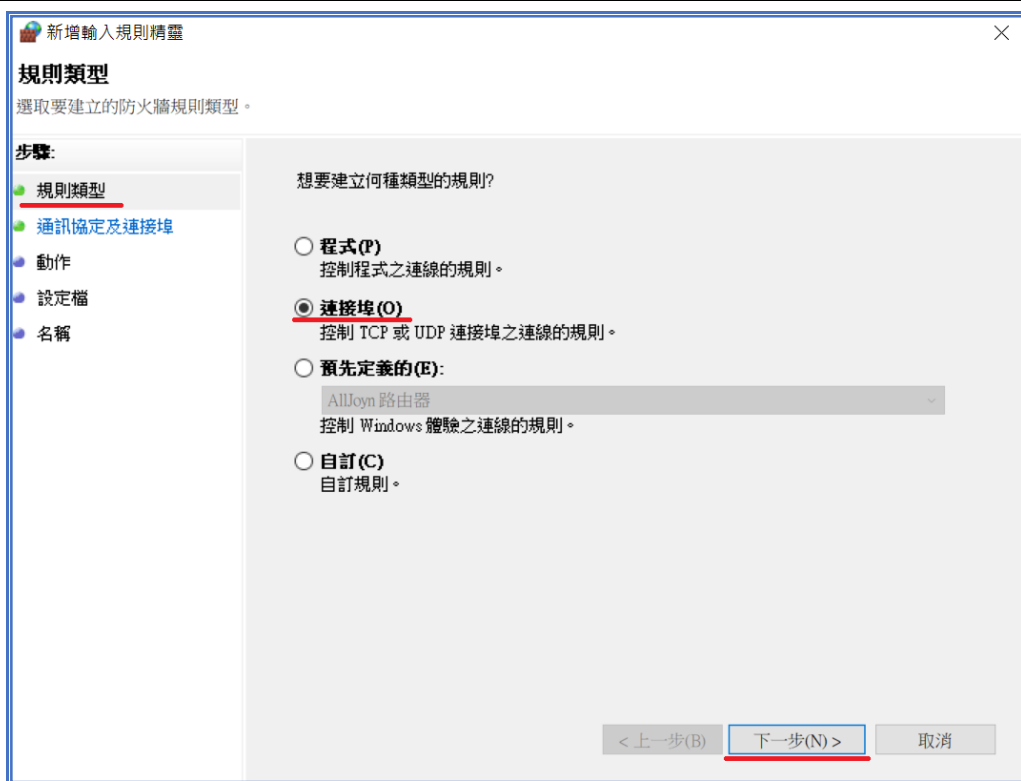 新增輸入規則精靈
規則類型
選取要建立的防火牆規則類型。
步驟:
規則類型
通訊協定及連接埠
動作
設定檔
名稱
想要建立何種類型的規則?
程式(P)
控制程式之連線的規則。
連接埠(O)
控制 TCP 或 UDP 連接埠之連線的規則。
預先定義的(E):
AllJoyn 路由器
控制 Windows 體驗之連線的規則。
自訂(C)
自訂規則。
< 上一步(B)
下一步(N) >
取消